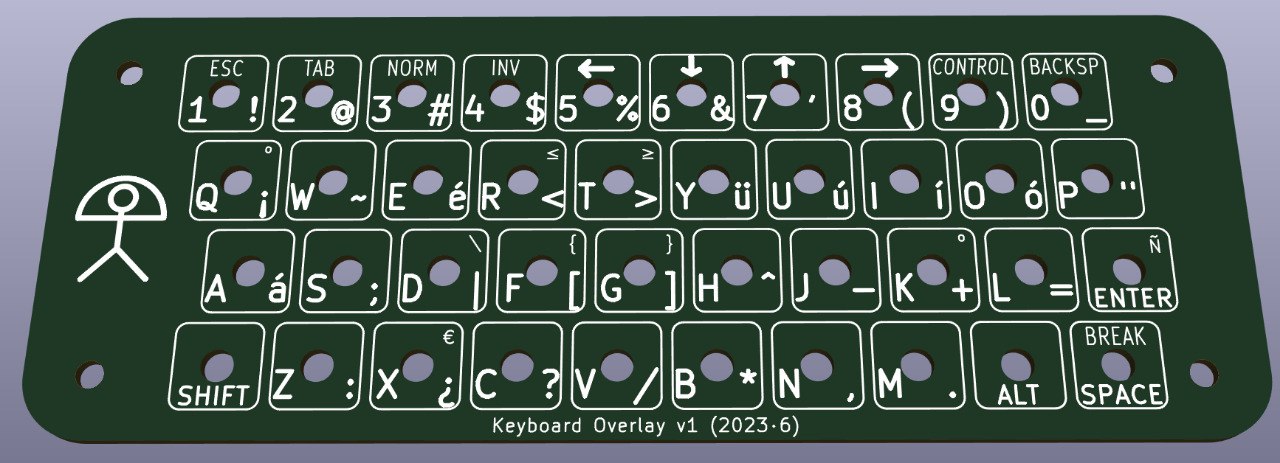 ESC TAB NORM INV ← ↓ ↑ → CONTROL BACKSP
1 ! 2 @ 3 # 4 $ 5 % 6 & 7 ' 8 ( 9 ) 0 _
º ≤ ≥
Q ¡ W ~ E é R < T > Y ü U ú I í O ó P "
\ { } º Ñ
A á S ; D | F [ G ] H ^ J – K + L = ENTER
€ BREAK
SHIFT Z : X ¿ C ? V / B * N , M . ALT SPACE
Keyboard Overlay v1 (2023·6)